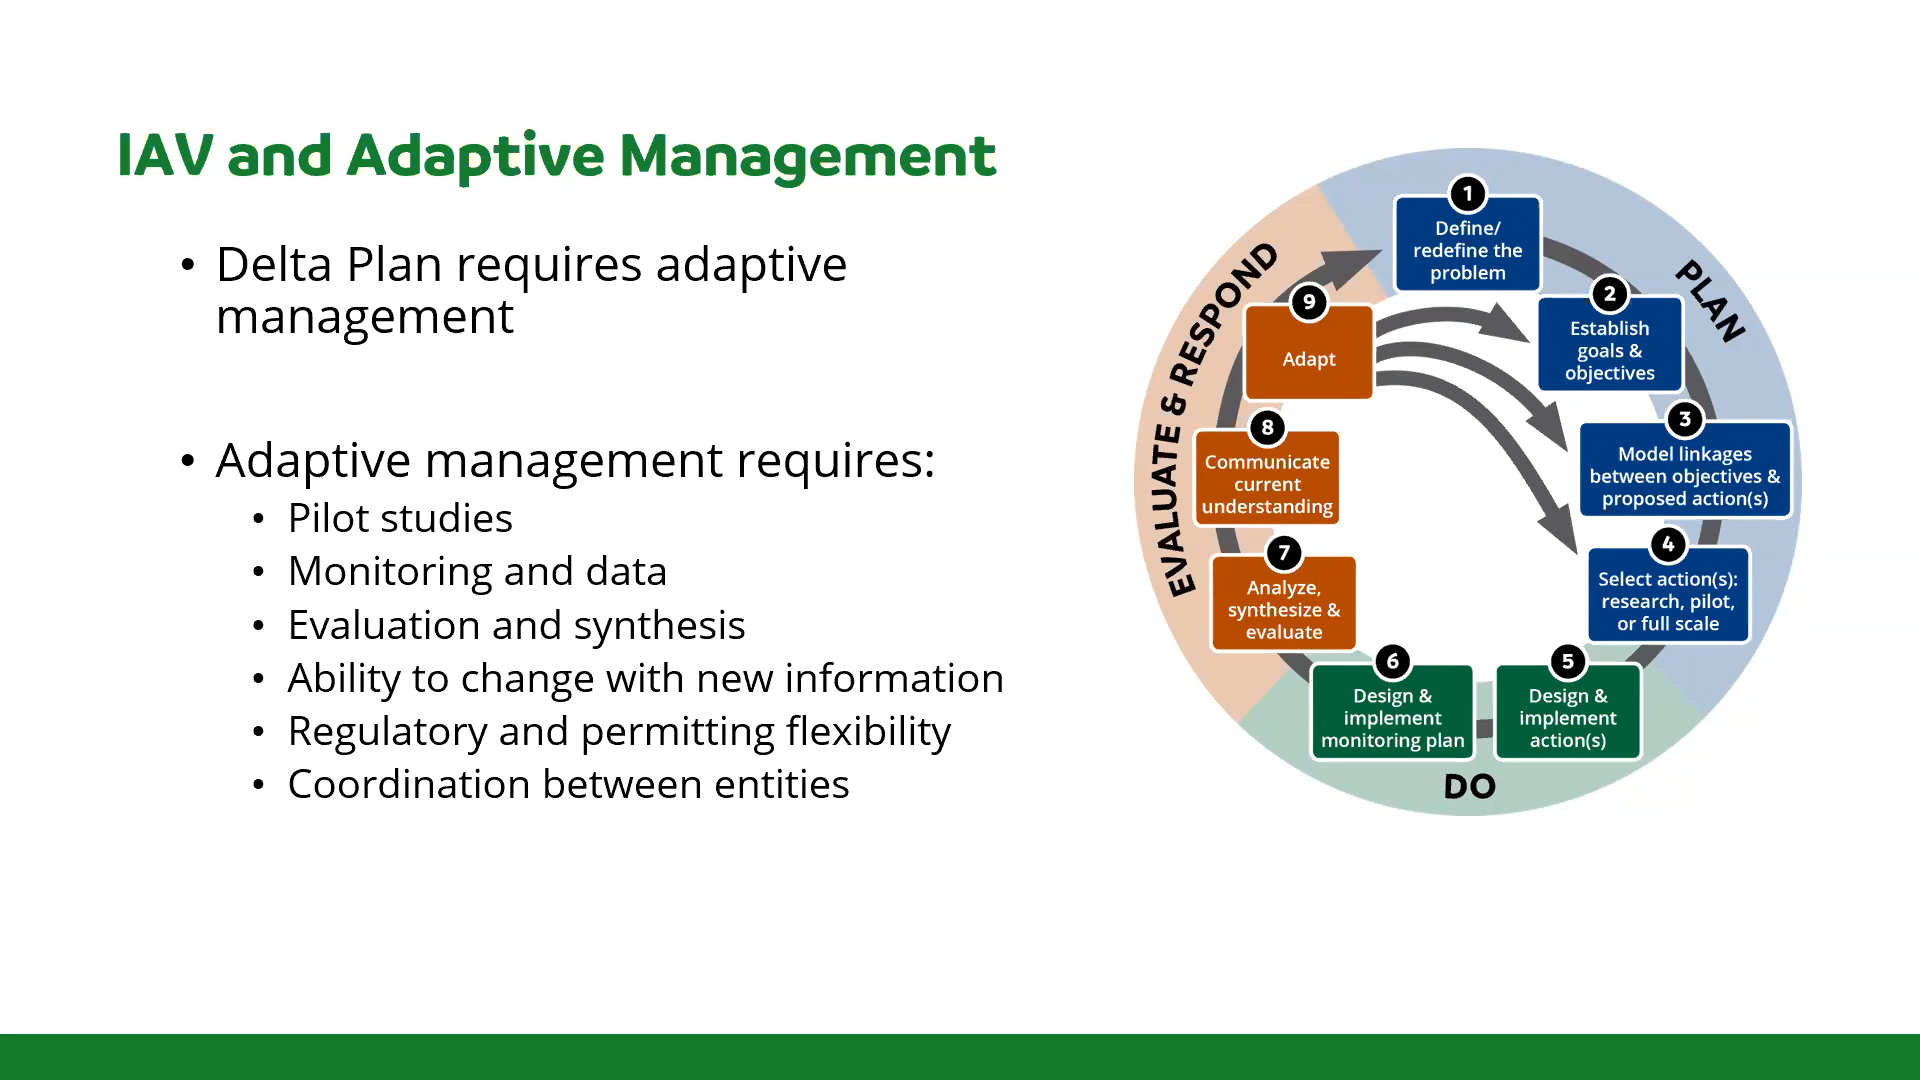 IAV and Adaptive Management
• Delta Plan requires adaptive
management
• Adaptive management requires:
• Pilot studies
• Monitoring and data
• Evaluation and synthesis
• Ability to change with new information
• Regulatory and permitting flexibility
• Coordination between entities
PLAN
1
Define/
redefine the
problem
2
Establish
goals &
objectives
3
Model linkages
between objectives &
proposed action(s)
4
Select action(s):
research, pilot,
or full scale
DO
5
Design &
implement
action(s)
6
Design &
implement
monitoring plan
EVALUATE & RESPOND
7
Analyze,
synthesize &
evaluate
8
Communicate
current
understanding
9
Adapt